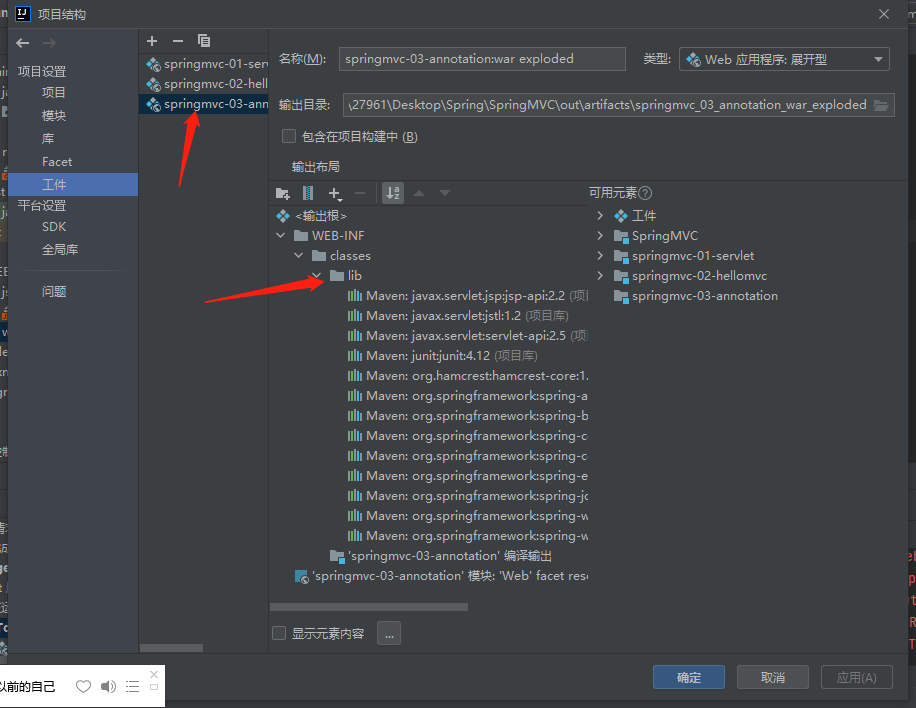 项目结构
项目设置
项目
模块
库
Facet
工件
平台设置
SDK
全局库
问题
springmvc-01-serv
springmvc-02-hell
springmvc-03-ann
名称(M):
springmvc-03-annotation:war exploded
类型:
Web 应用程序: 展开型
输出目录:
\27961\Desktop\Spring\SpringMVC\out\artifacts\springmvc_03_annotation_war_exploded
包含在项目构建中 (B)
输出布局
<输出根>
WEB-INF
classes
lib
Maven: javax.servlet.jsp:jsp-api:2.2 (项
Maven: javax.servlet:jstl:1.2 (项目库)
Maven: javax.servlet:servlet-api:2.5 (项
Maven: junit:junit:4.12 (项目库)
Maven: org.hamcrest:hamcrest-core:1.
Maven: org.springframework:spring-a
Maven: org.springframework:spring-b
Maven: org.springframework:spring-c
Maven: org.springframework:spring-c
Maven: org.springframework:spring-e
Maven: org.springframework:spring-jc
Maven: org.springframework:spring-w
Maven: org.springframework:spring-w
'springmvc-03-annotation' 编译输出
'springmvc-03-annotation' 模块: 'Web' facet reso
可用元素
工件
SpringMVC
springmvc-01-servlet
springmvc-02-hellomvc
springmvc-03-annotation
显示元素内容
...
确定
取消
应用(A)
以前的自己